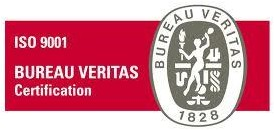 ISO 9001
BUREAU VERITAS
Certification
BUREAU VERITAS
1828